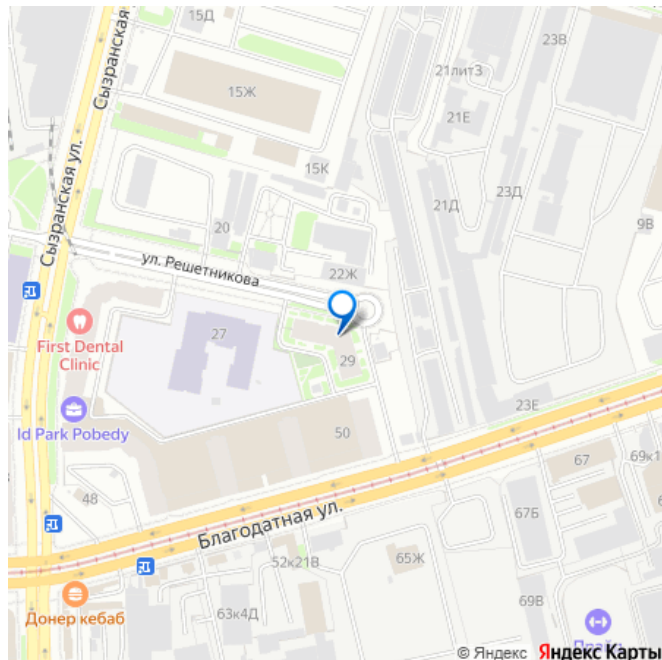 15Д
Сызранская
23В
21лит3
15Ж
21Е
Сызранская ул.
15К
23Д
21Д
20
9В
ул. Решетникова
22Ж
27
First Dental
Clinic
29
23Е
Id Park Pobedy
50
67
69к1
48
67Б
Благодатная ул.
52к21В
65Ж
69В
Донер кебаб
63к4Д
© Яндекс Яндекс Карты